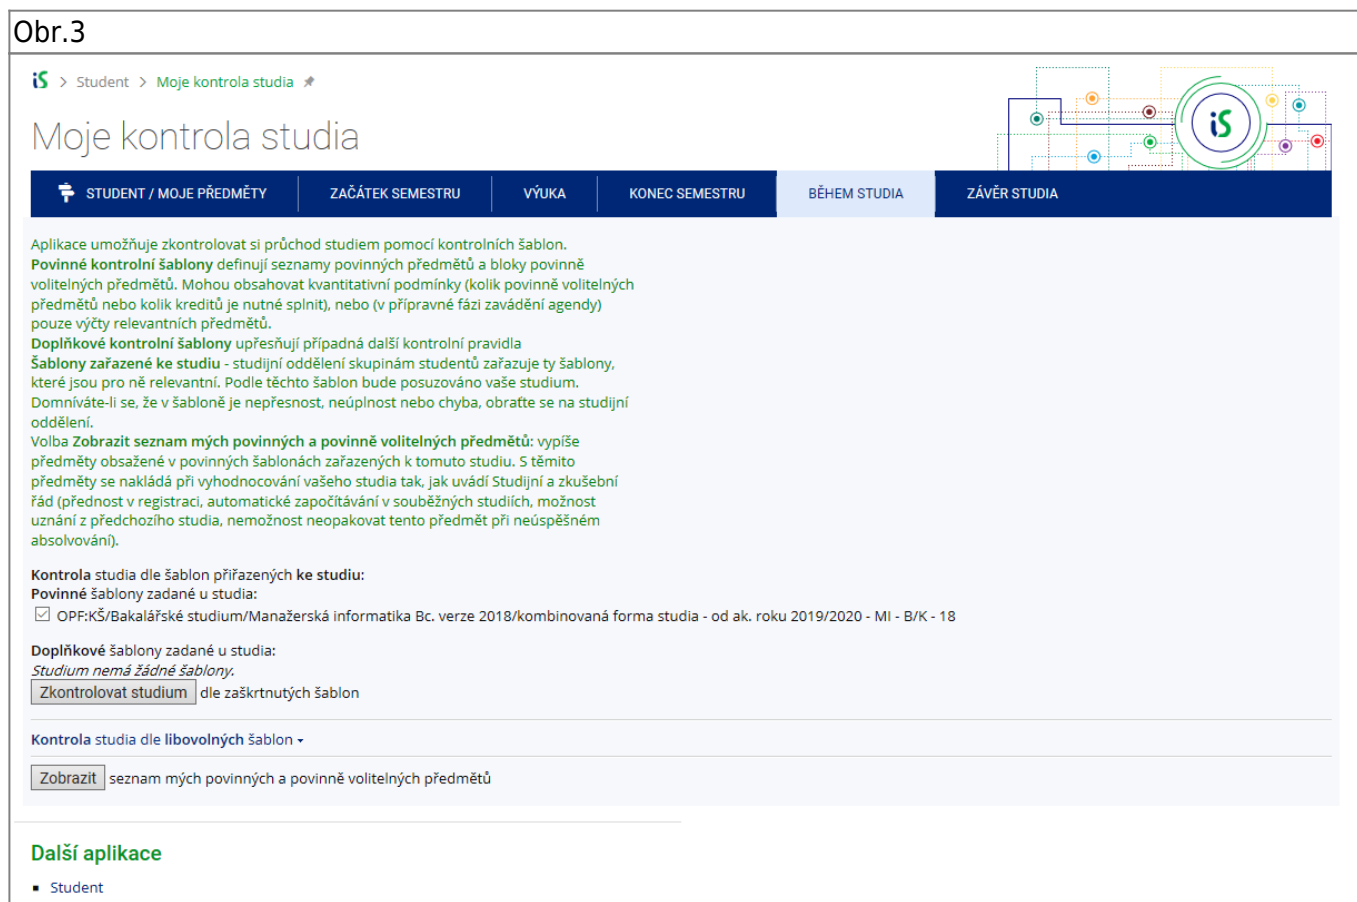 Obr.3
iS > Student > Moje kontrola studia
Moje kontrola studia
iS
STUDENT / MOJE PŘEDMĚTY ZAČÁTEK SEMESTRU VÝUKA KONEC SEMESTRU BĚHEM STUDIA ZÁVĚR STUDIA
Aplikace umožňuje zkontrolovat si průchod studiem pomocí kontrolních šablon.
Povinné kontrolní šablony definují seznamy povinných předmětů a bloky povinně
volitelných předmětů. Mohou obsahovat kvantitativní podmínky (kolik povinně volitelných
předmětů nebo kolik kreditů je nutné splnit), nebo (v přípravné fázi zavádění agendy)
pouze výčty relevantních předmětů.
Doplňkové kontrolní šablony upřesňují případná další kontrolní pravidla
Šablony zařazené ke studiu - studijní oddělení skupinám studentů zařazuje ty šablony,
které jsou pro ně relevantní. Podle těchto šablon bude posuzováno vaše studium.
Domníváte-li se, že v šabloně je nepřesnost, neúplnost nebo chyba, obraťte se na studijní
oddělení.
Volba Zobrazit seznam mých povinných a povinně volitelných předmětů: vypíše
předměty obsažené v povinných šablonách zařazených k tomuto studiu. S těmito
předměty se nakládá při vyhodnocování vašeho studia tak, jak uvádí Studijní a zkušební
řád (přednost v registraci, automatické započítávání v souběžných studiích, možnost
uznání z předchozího studia, nemožnost neopakovat tento předmět při neúspěšném
absolvování).
Kontrola studia dle šablon přiřazených ke studiu:
Povinné šablony zadané u studia:
OPF:KŠ/Bakalářské studium/Manažerská informatika Bc. verze 2018/kombinovaná forma studia - od ak. roku 2019/2020 - MI - B/K - 18
Doplňkové šablony zadané u studia:
Studium nemá žádné šablony.
Zkontrolovat studium dle zaškrtnutých šablon
Kontrola studia dle libovolných šablon
Zobrazit seznam mých povinných a povinně volitelných předmětů
Další aplikace
Student